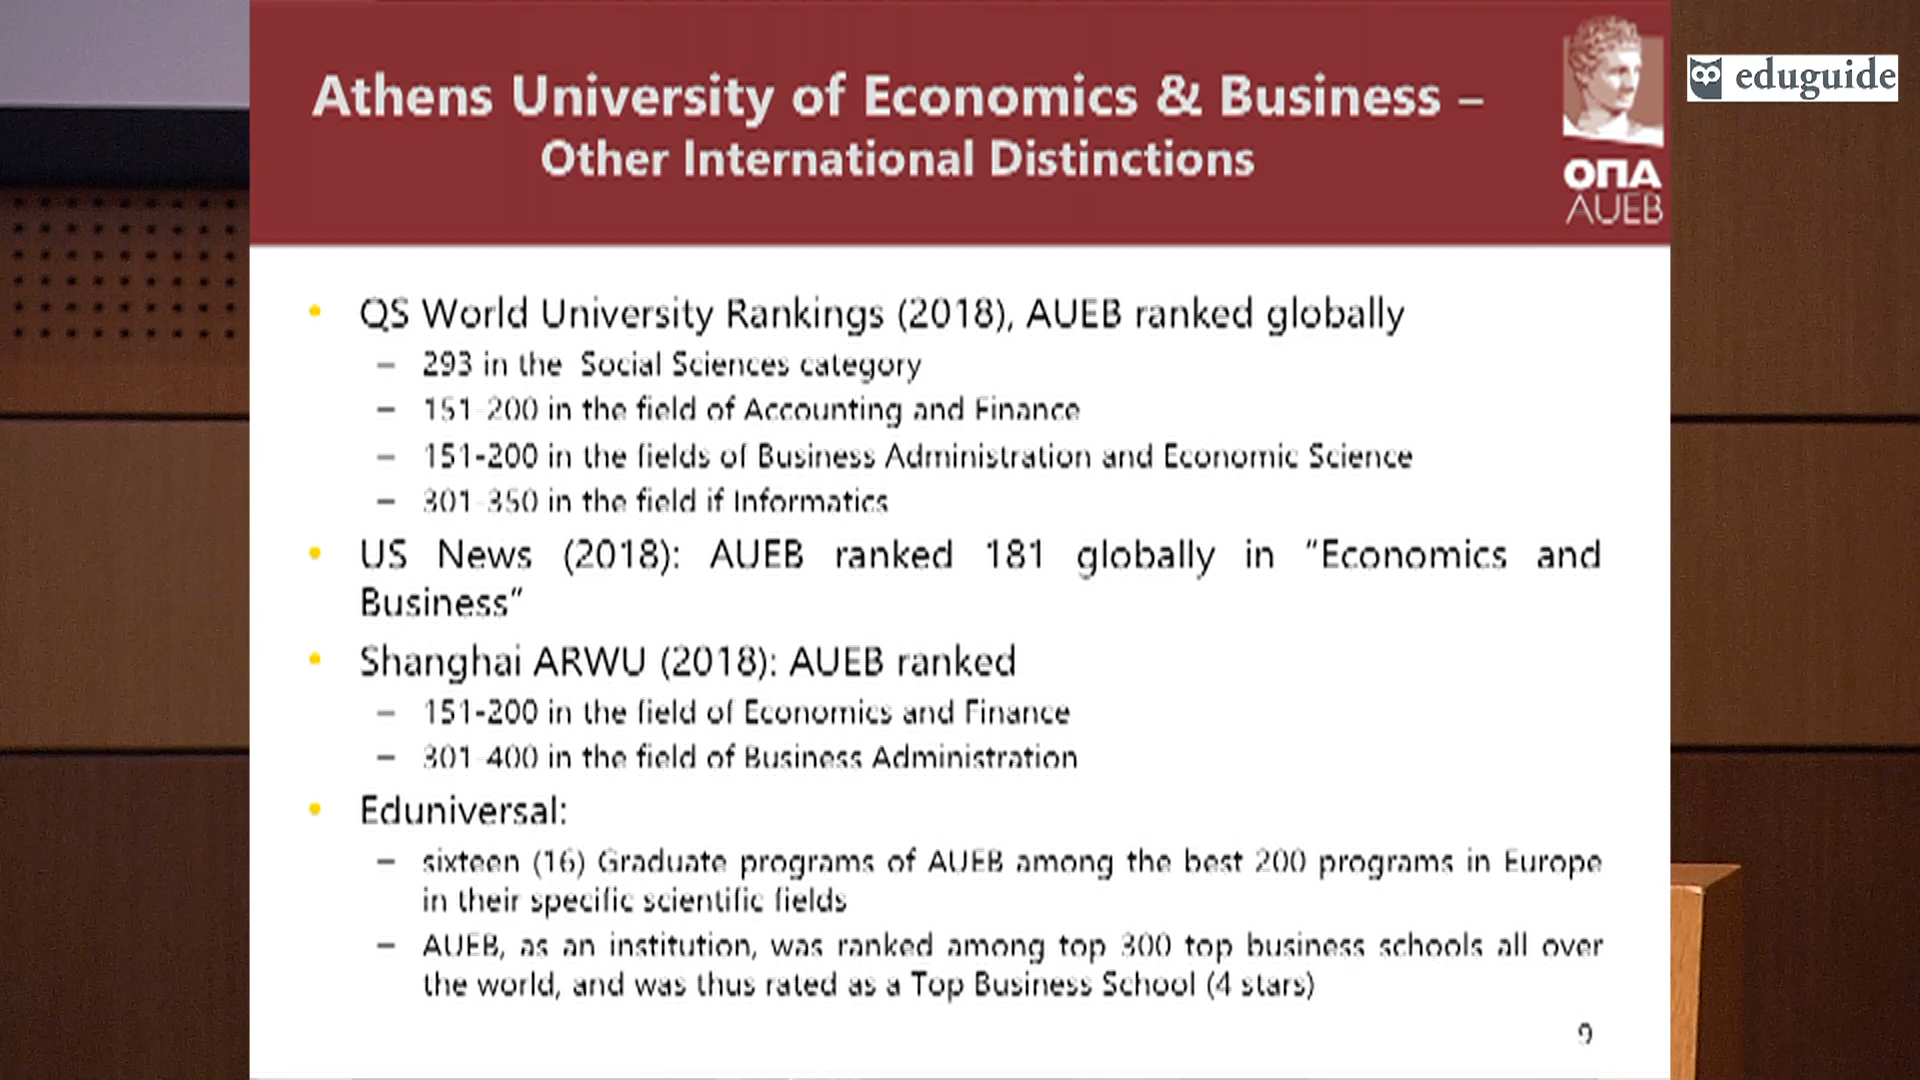 Athens University of Economics & Business –
Other International Distinctions
ΟΠΑ
AUEB
eduguide
• QS World University Rankings (2018), AUEB ranked globally
– 293 in the Social Sciences category
– 151-200 in the field of Accounting and Finance
– 151-200 in the fields of Business Administration and Economic Science
– 301-350 in the field if Informatics
• US News (2018): AUEB ranked 181 globally in “Economics and
Business”
• Shanghai ARWU (2018): AUEB ranked
– 151-200 in the field of Economics and Finance
– 301-400 in the field of Business Administration
• Eduniversal:
– sixteen (16) Graduate programs of AUEB among the best 200 programs in Europe
in their specific scientific fields
– AUEB, as an institution, was ranked among top 300 top business schools all over
the world, and was thus rated as a Top Business School (4 stars)
9